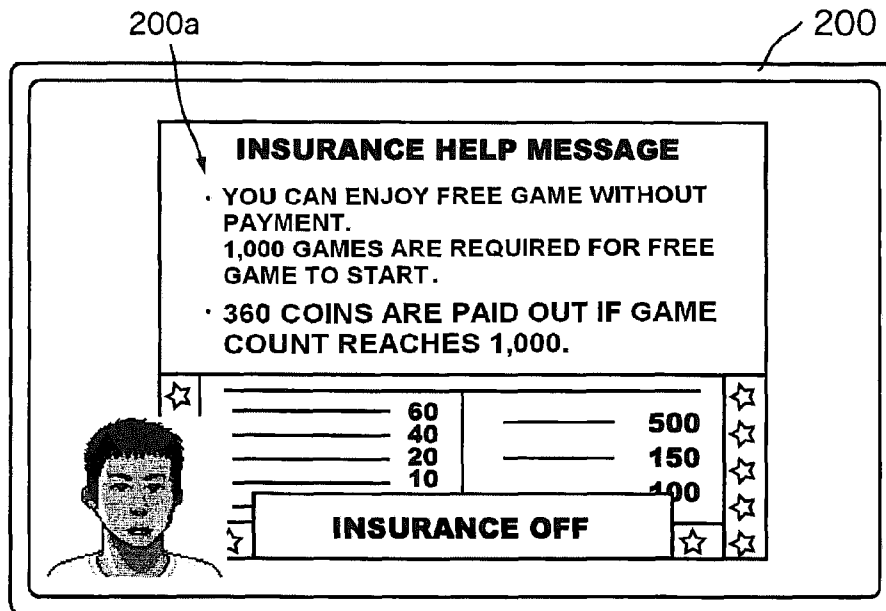 200a
200
INSURANCE HELP MESSAGE
· YOU CAN ENJOY FREE GAME WITHOUT
PAYMENT.
1,000 GAMES ARE REQUIRED FOR FREE
GAME TO START.
· 360 COINS ARE PAID OUT IF GAME
COUNT REACHES 1,000.
60
40
20
10
500
150
100
INSURANCE OFF